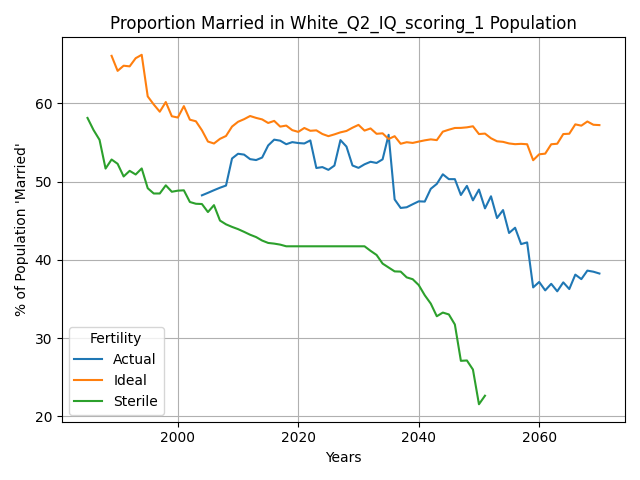 Proportion Married in White_Q2_IQ_scoring_1 Population
% of Population 'Married'
60
50
40
30
20
Fertility
Actual
Ideal
Sterile
2000
2020
2040
2060
Years